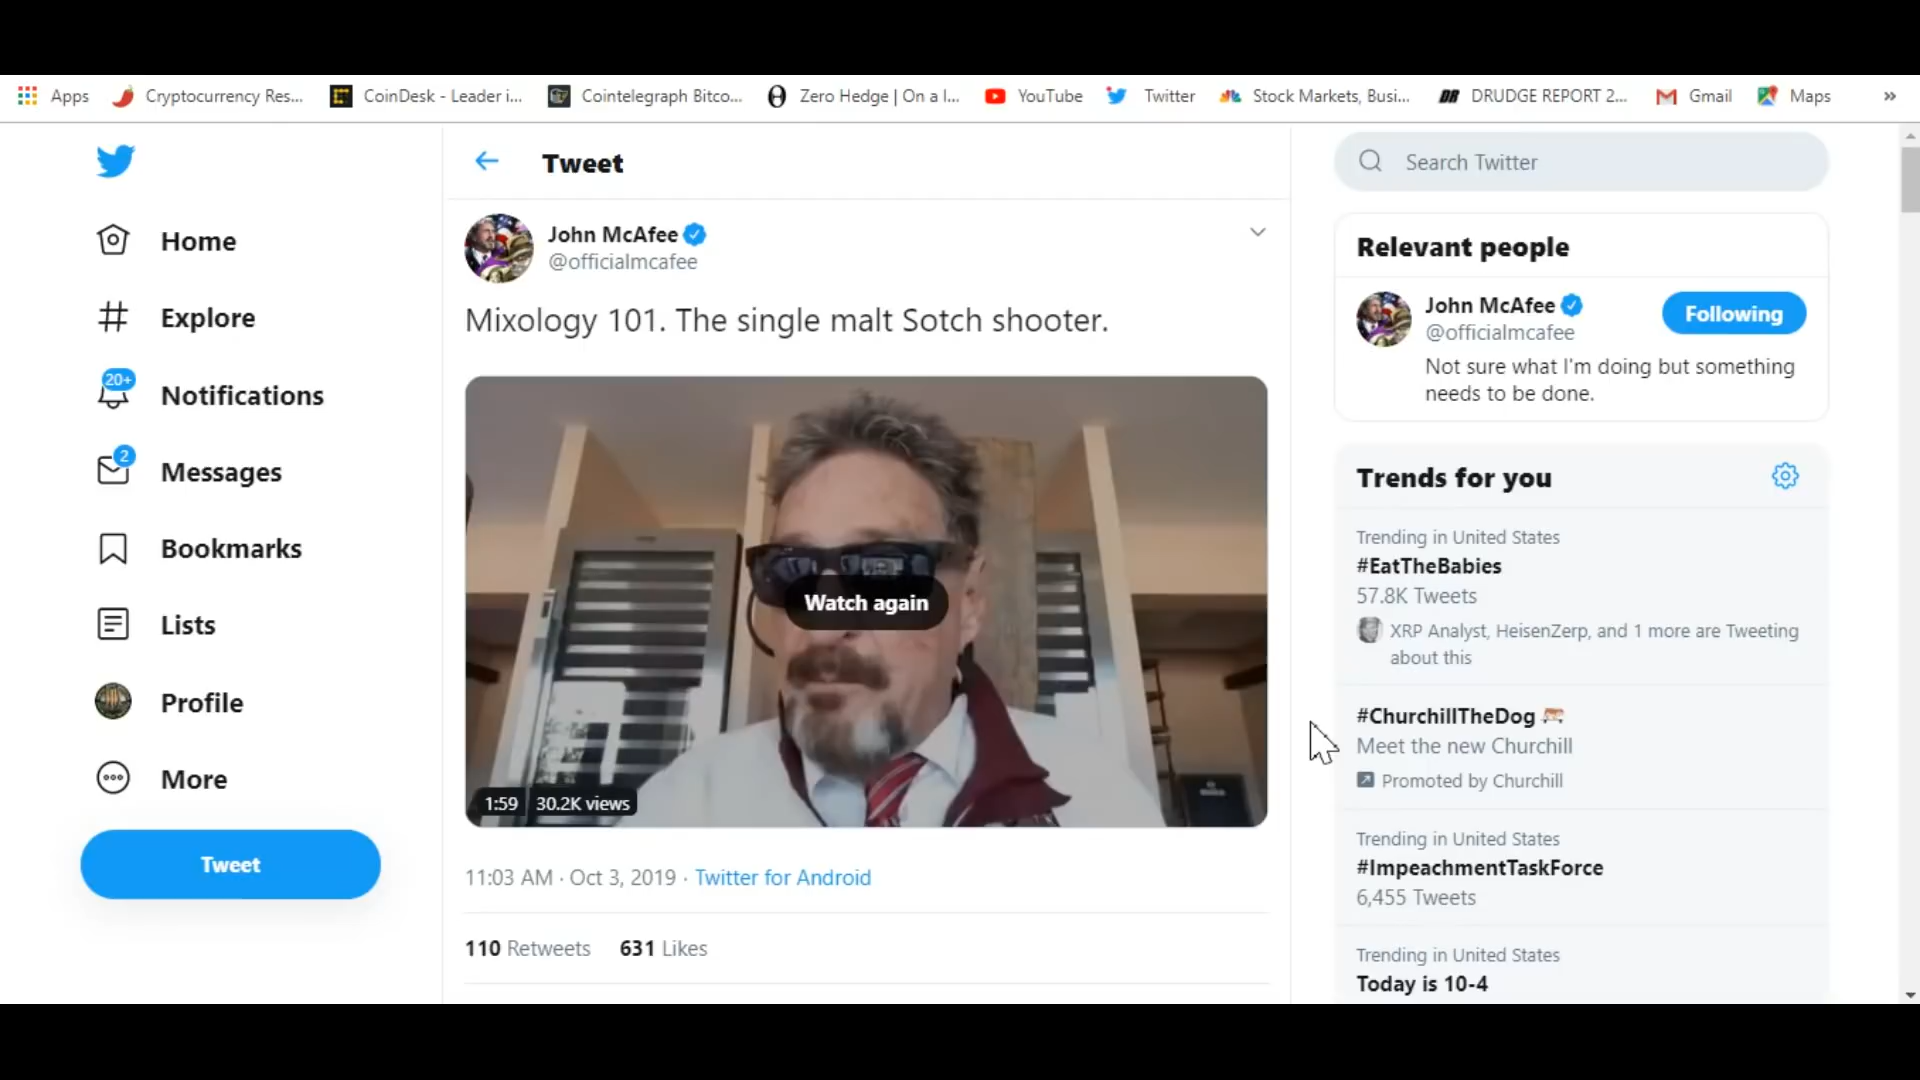 Apps
Cryptocurrency Res...
CoinDesk - Leader i...
Cointelegraph Bitco...
Zero Hedge | On a l...
YouTube
Twitter
Stock Markets, Busi...
DR DRUDGE REPORT 2...
Gmail
Maps
»
Home
Explore
20+
Notifications
2
Messages
Bookmarks
Lists
Profile
More
Tweet
Tweet
John McAfee
@officialmcafee
Mixology 101. The single malt Sotch shooter.
Watch again
1:59 30.2K views
11:03 AM · Oct 3, 2019 · Twitter for Android
110 Retweets 631 Likes
Search Twitter
Relevant people
John McAfee
@officialmcafee
Following
Not sure what I'm doing but something
needs to be done.
Trends for you
Trending in United States
#EatTheBabies
57.8K Tweets
XRP Analyst, HeisenZerp, and 1 more are Tweeting
about this
#ChurchillTheDog
Meet the new Churchill
Promoted by Churchill
Trending in United States
#ImpeachmentTaskForce
6,455 Tweets
Trending in United States
Today is 10-4